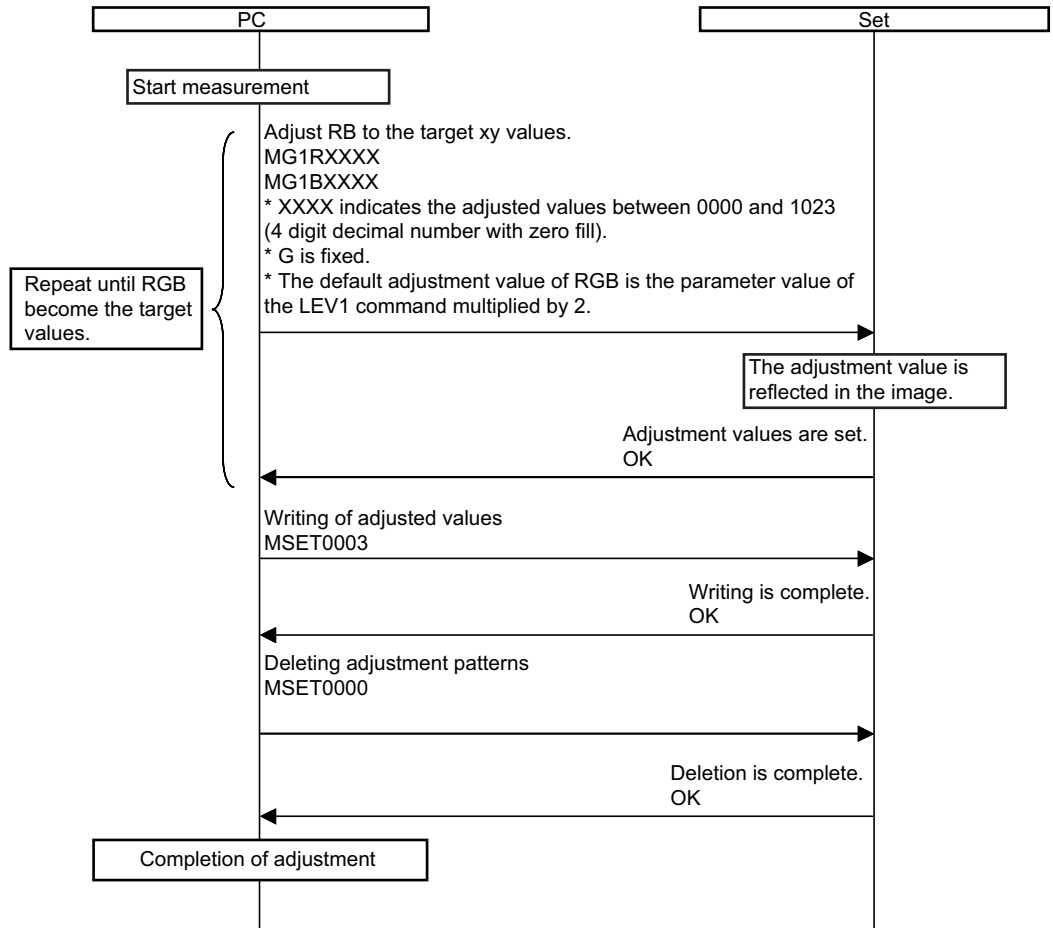 PC
Set
Start measurement
Adjust RB to the target xy values.
MG1RXXXX
MG1BXXXX
* XXXX indicates the adjusted values between 0000 and 1023
(4 digit decimal number with zero fill).
* G is fixed.
* The default adjustment value of RGB is the parameter value of
the LEV1 command multiplied by 2.
Repeat until RGB
become the target
values.
The adjustment value is
reflected in the image.
Adjustment values are set.
OK
Writing of adjusted values
MSET0003
Writing is complete.
OK
Deleting adjustment patterns
MSET0000
Deletion is complete.
OK
Completion of adjustment